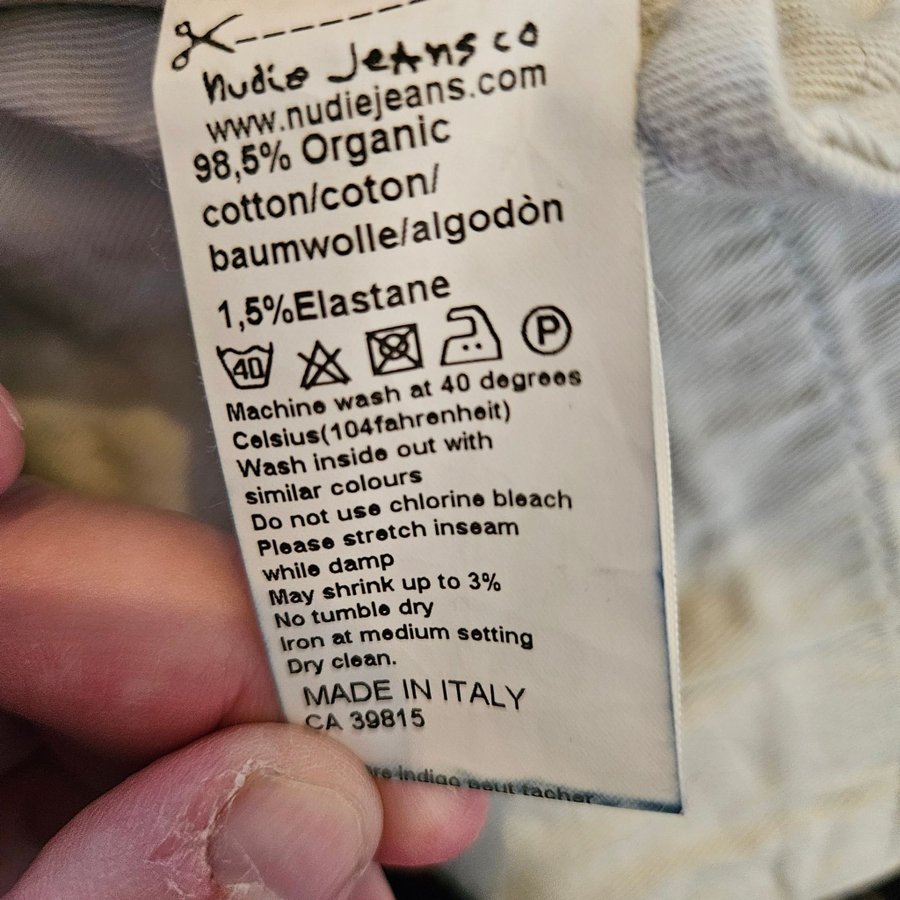 nudie Jeans co
www.nudiejeans.com
98,5% Organic
cotton/coton/
baumwolle/algodòn
1,5%Elastane
40 P
Machine wash at 40 degrees
Celsius(104fahrenheit)
Wash inside out with
similar colours
Do not use chlorine bleach
Please stretch inseam
while damp
May shrink up to 3%
No tumble dry
Iron at medium setting
Dry clean.
MADE IN ITALY
CA 39815
Indigo peut tacher